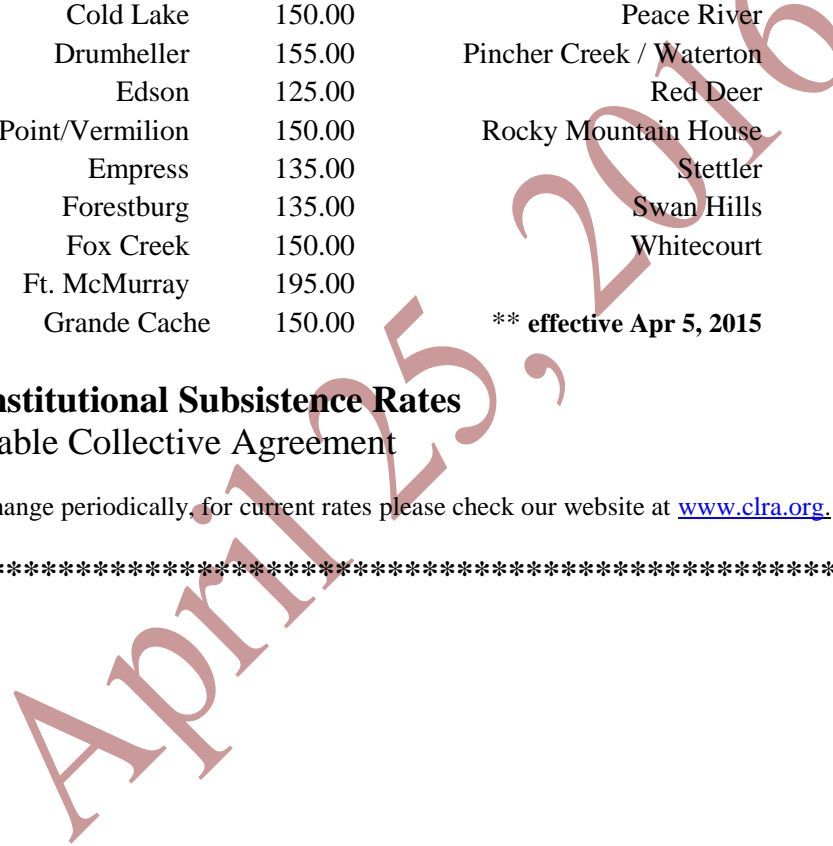 Cold Lake 150.00 Peace River
Drumheller 155.00 Pincher Creek / Waterton
Edson 125.00 Red Deer
Point/Vermilion 150.00 Rocky Mountain House
Empress 135.00 Stettler
Forestburg 135.00 Swan Hills
Fox Creek 150.00 Whitecourt
Ft. McMurray 195.00
Grande Cache 150.00 ** effective Apr 5, 2015
nstitutional Subsistence Rates
able Collective Agreement
hange periodically, for current rates please check our website at www.clra.org.
**************************************************
April 25, 2016